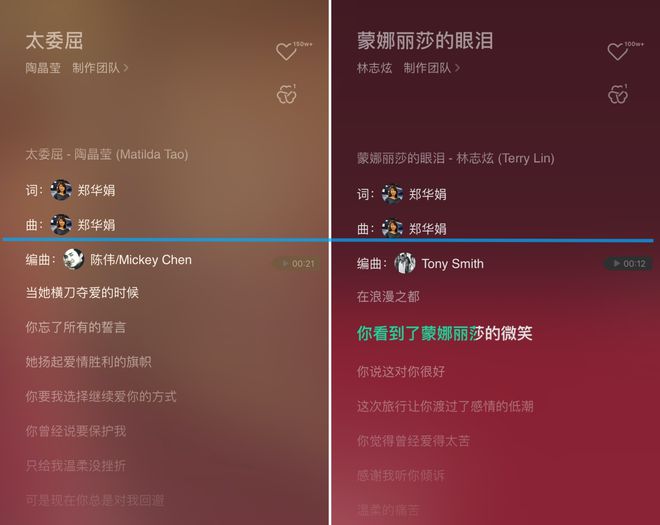 太委屈
150w+
陶晶莹 制作团队
太委屈 - 陶晶莹 (Matilda Tao)
词: 郑华娟
曲: 郑华娟
编曲: 陈伟/Mickey Chen
00:21
当她横刀夺爱的时候
你忘了所有的誓言
她扬起爱情胜利的旗帜
你要我选择继续爱你的方式
你曾经说要保护我
只给我温柔没挫折
可是现在你总是对我回避
蒙娜丽莎的眼泪
100w+
林志炫 制作团队
蒙娜丽莎的眼泪 - 林志炫 (Terry Lin)
词: 郑华娟
曲: 郑华娟
编曲: Tony Smith
00:12
在浪漫之都
你看到了蒙娜丽莎的微笑
你说这对你很好
这次旅行让你渡过了感情的低潮
你觉得曾经爱得太苦
感谢我听你倾诉
温柔的痛苦